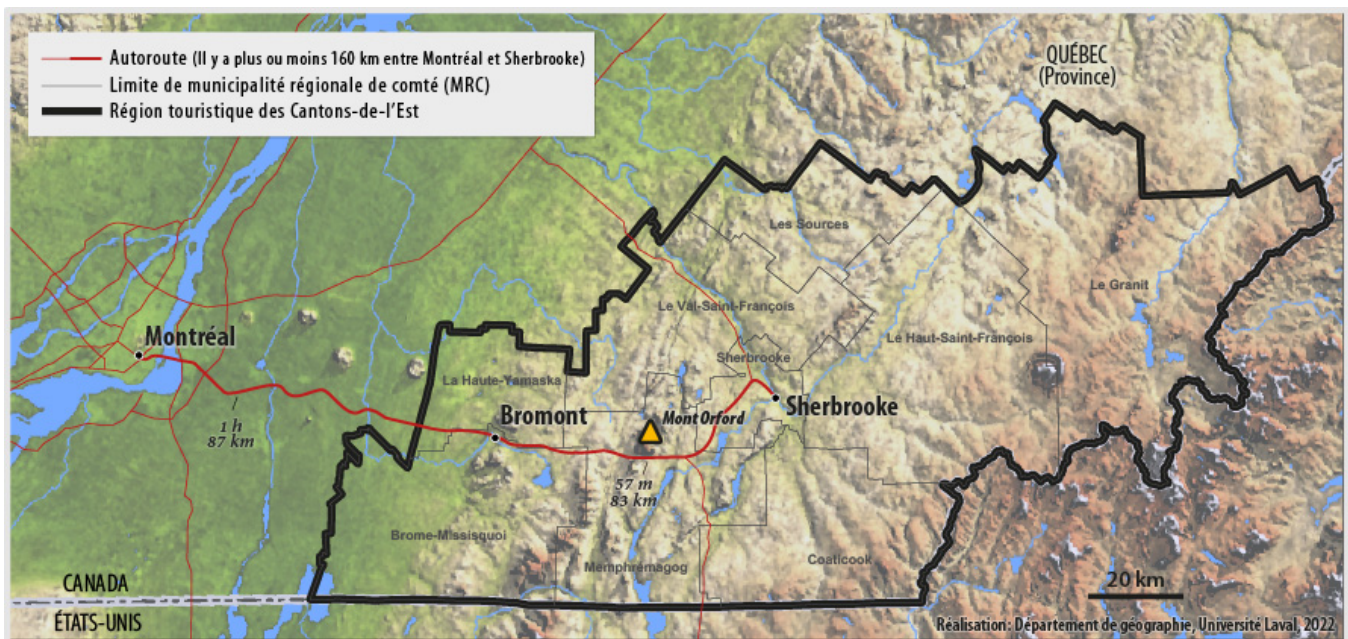 Autoroute (Il y a plus ou moins 160 km entre Montréal et Sherbrooke)
Limite de municipalité régionale de comté (MRC)
Région touristique des Cantons-de-l'Est
QUÉBEC
(Province)
Les Sources
Le Granit
Le Val-Saint-François
Montréal
Le Haut-Saint-François
Sherbrooke
La Haute-Yamaska
Sherbrooke
Bromont
Mont Orford
1 h
87 km
57 m
83 km
Brome-Missisquoi
Memphrémagog
Coaticook
CANADA
20 km
ÉTATS-UNIS
Réalisation: Département de géographie, Université Laval, 2022